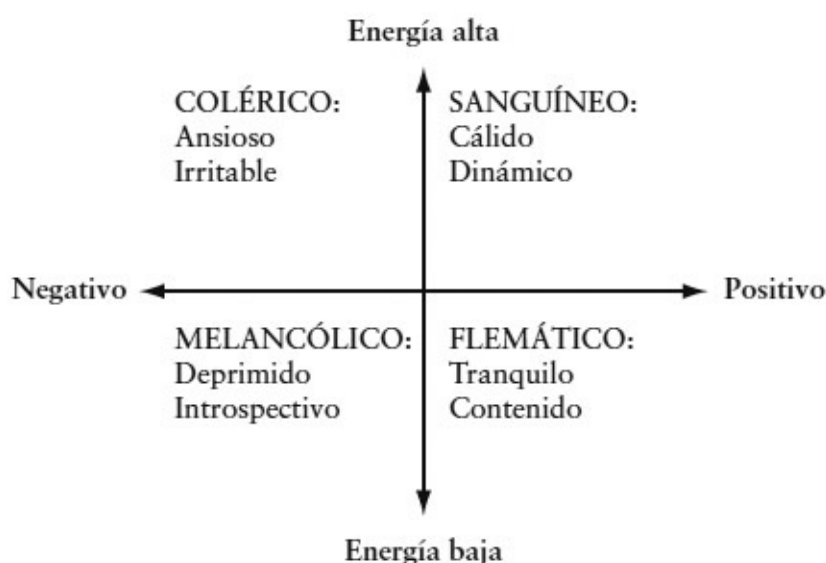 Energía alta
COLÉRICO:
Ansioso
Irritable
SANGUÍNEO:
Cálido
Dinámico
Negativo
Positivo
MELANCÓLICO:
Deprimido
Introspectivo
FLEMÁTICO:
Tranquilo
Contenido
Energía baja